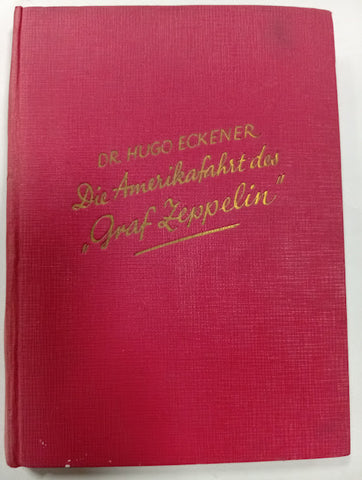 DR. HUGO ECKENER
Die Amerikafahrt des
„Graf Zeppelin"